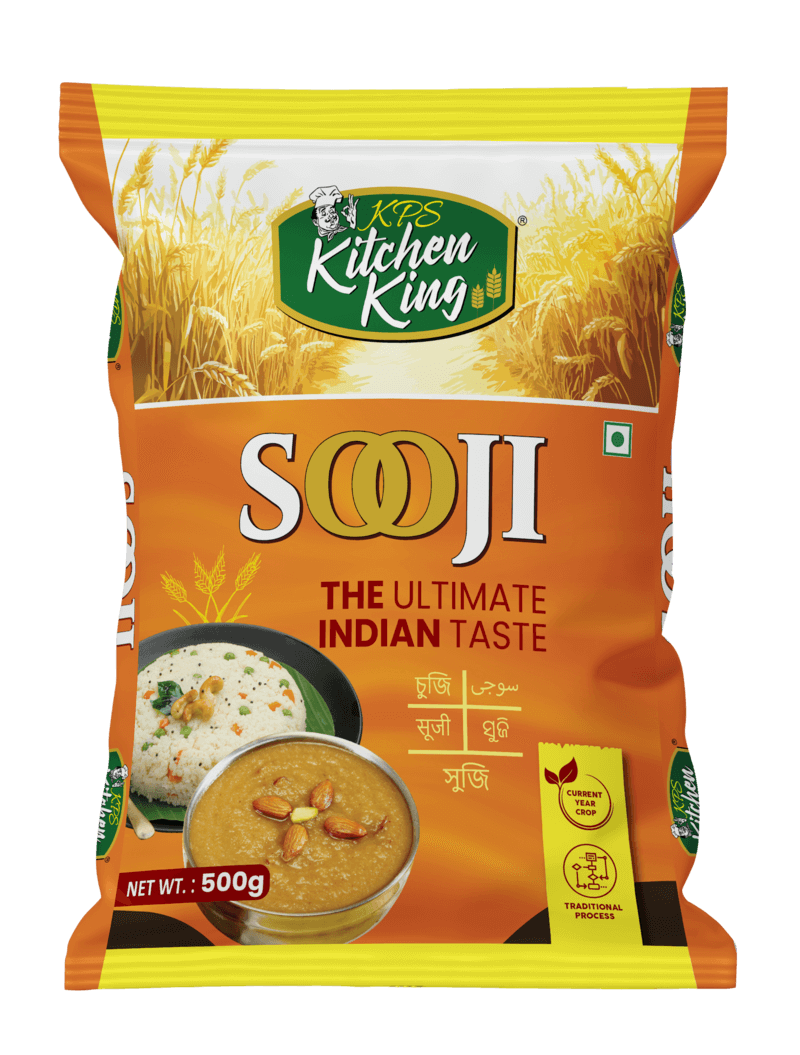 KPS
Kitchen
King
®
SOOJI
THE ULTIMATE
INDIAN TASTE
চুজি سوجی
सूजी ସୁଜି
সুজি
CURRENT
YEAR
CROP
TRADITIONAL
PROCESS
NET WT. : 500g